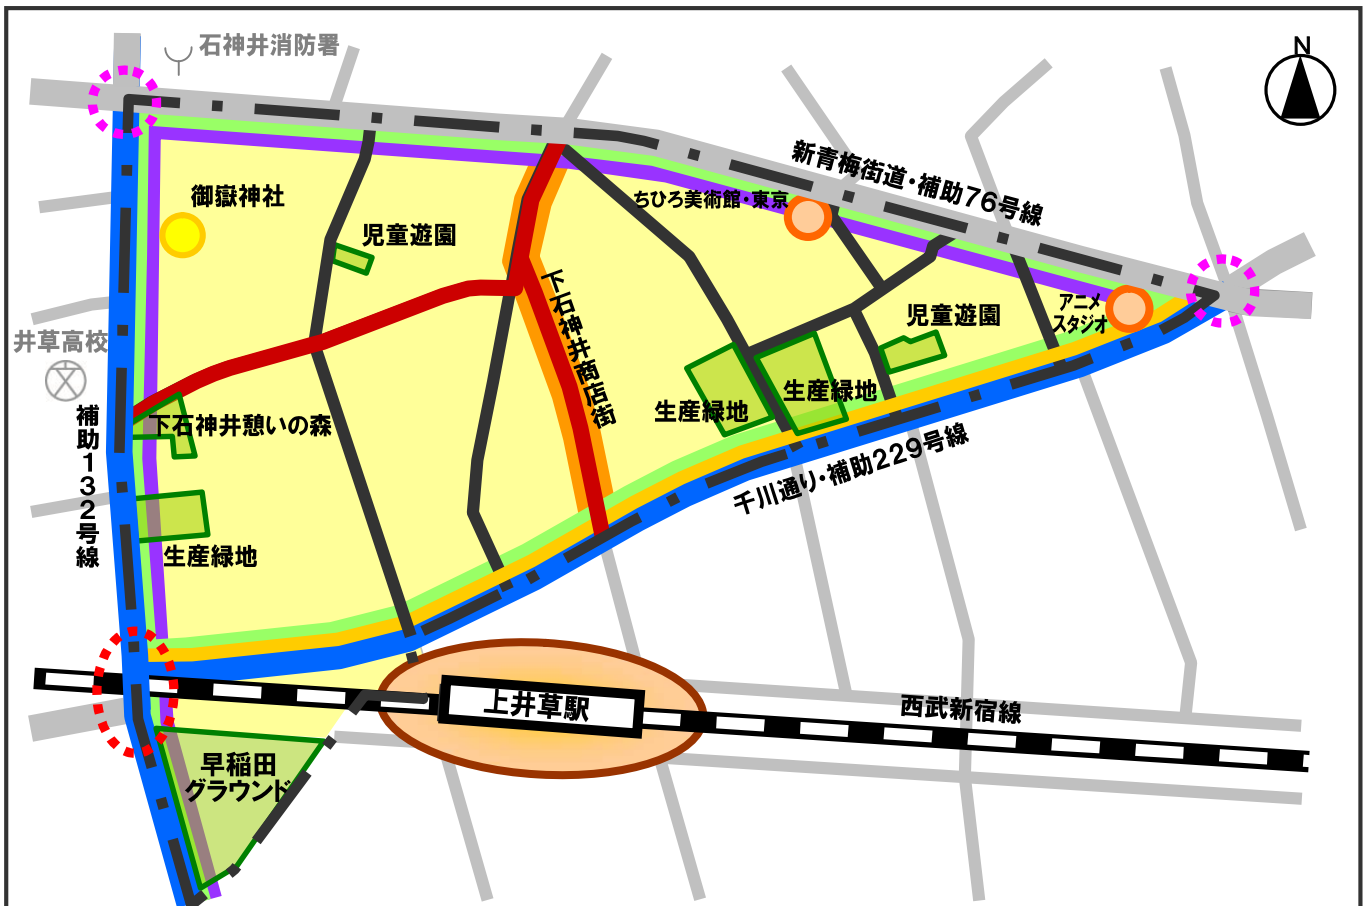 石神井消防署
N
新青梅街道・補助76号線
御嶽神社
ちひろ美術館・東京
児童遊園
下石神井商店街
アニメ
スタジオ
児童遊園
井草高校
生産緑地
生産緑地
下石神井憩いの森
補助132号線
千川通り・補助229号線
生産緑地
上井草駅
西武新宿線
早稲田
グラウンド